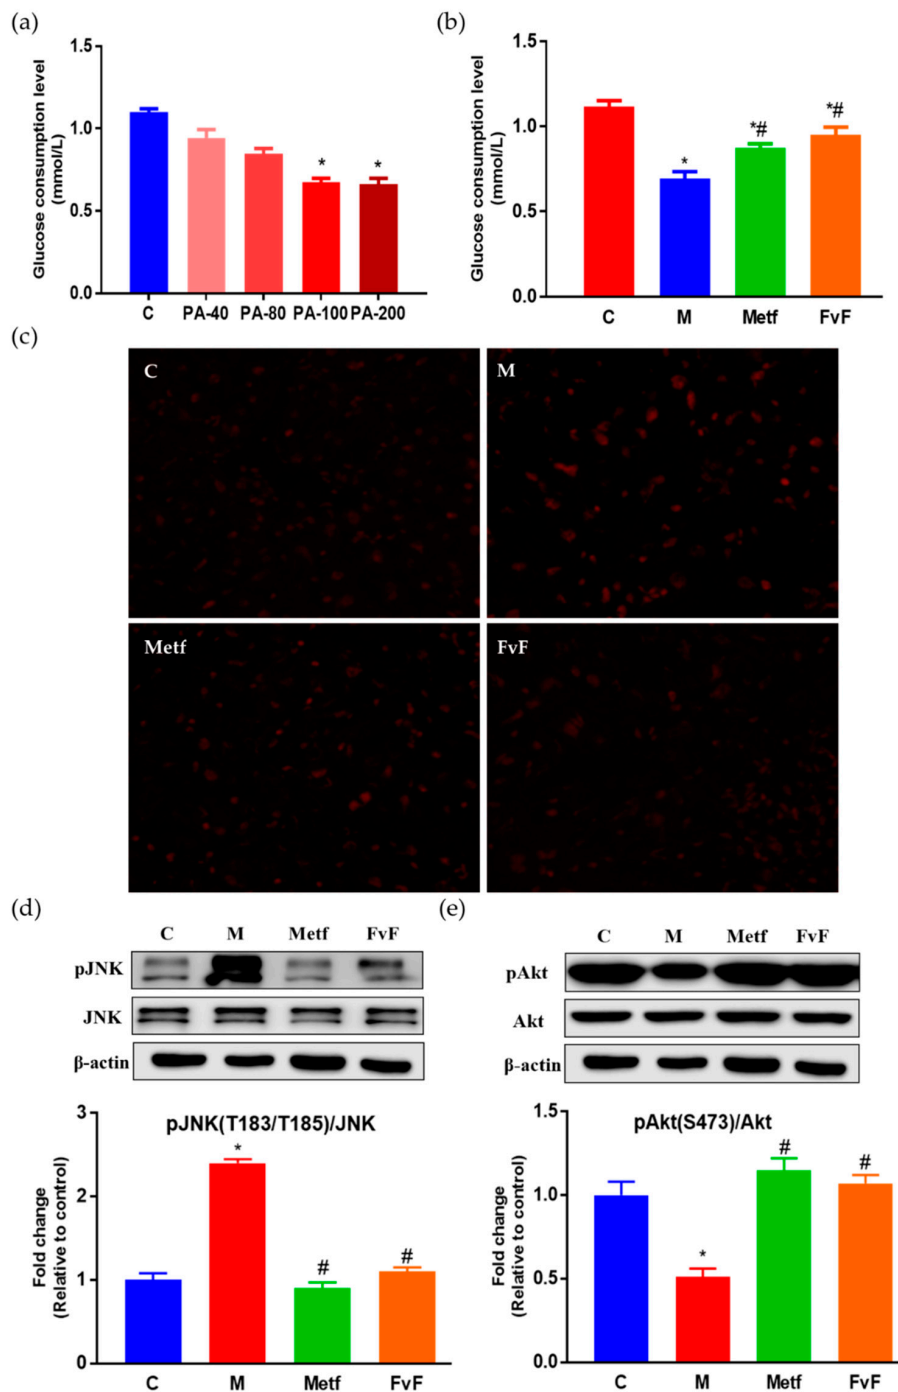 (a)
(b)
Glucose consumption level
(mmol/L)
1.5
1.0
0.5
0.0
*
*
C PA-40 PA-80 PA-100 PA-200
Glucose consumption level
(mmol/L)
1.5
1.0
0.5
0.0
*
*#
*#
C M Metf FvF
(c)
C
M
Metf
FvF
(d)
C M Metf FvF
pJNK
JNK
β-actin
pJNK(T183/T185)/JNK
Fold change
(Relative to control)
3
2
1
0
*
#
#
C M Metf FvF
(e)
C M Metf FvF
pAkt
Akt
β-actin
pAkt(S473)/Akt
Fold change
(Relative to control)
1.5
1.0
0.5
0.0
*
#
#
C M Metf FvF